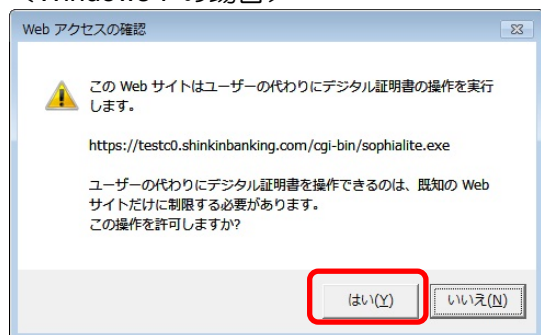 Web アクセスの確認
この Web サイトはユーザーの代わりにデジタル証明書の操作を実行
します。
https://testc0.shinkinbanking.com/cgi-bin/sophialite.exe
ユーザーの代わりにデジタル証明書を操作できるのは、既知の Web
サイトだけに制限する必要があります。
この操作を許可しますか?
はい(Y)
いいえ(N)